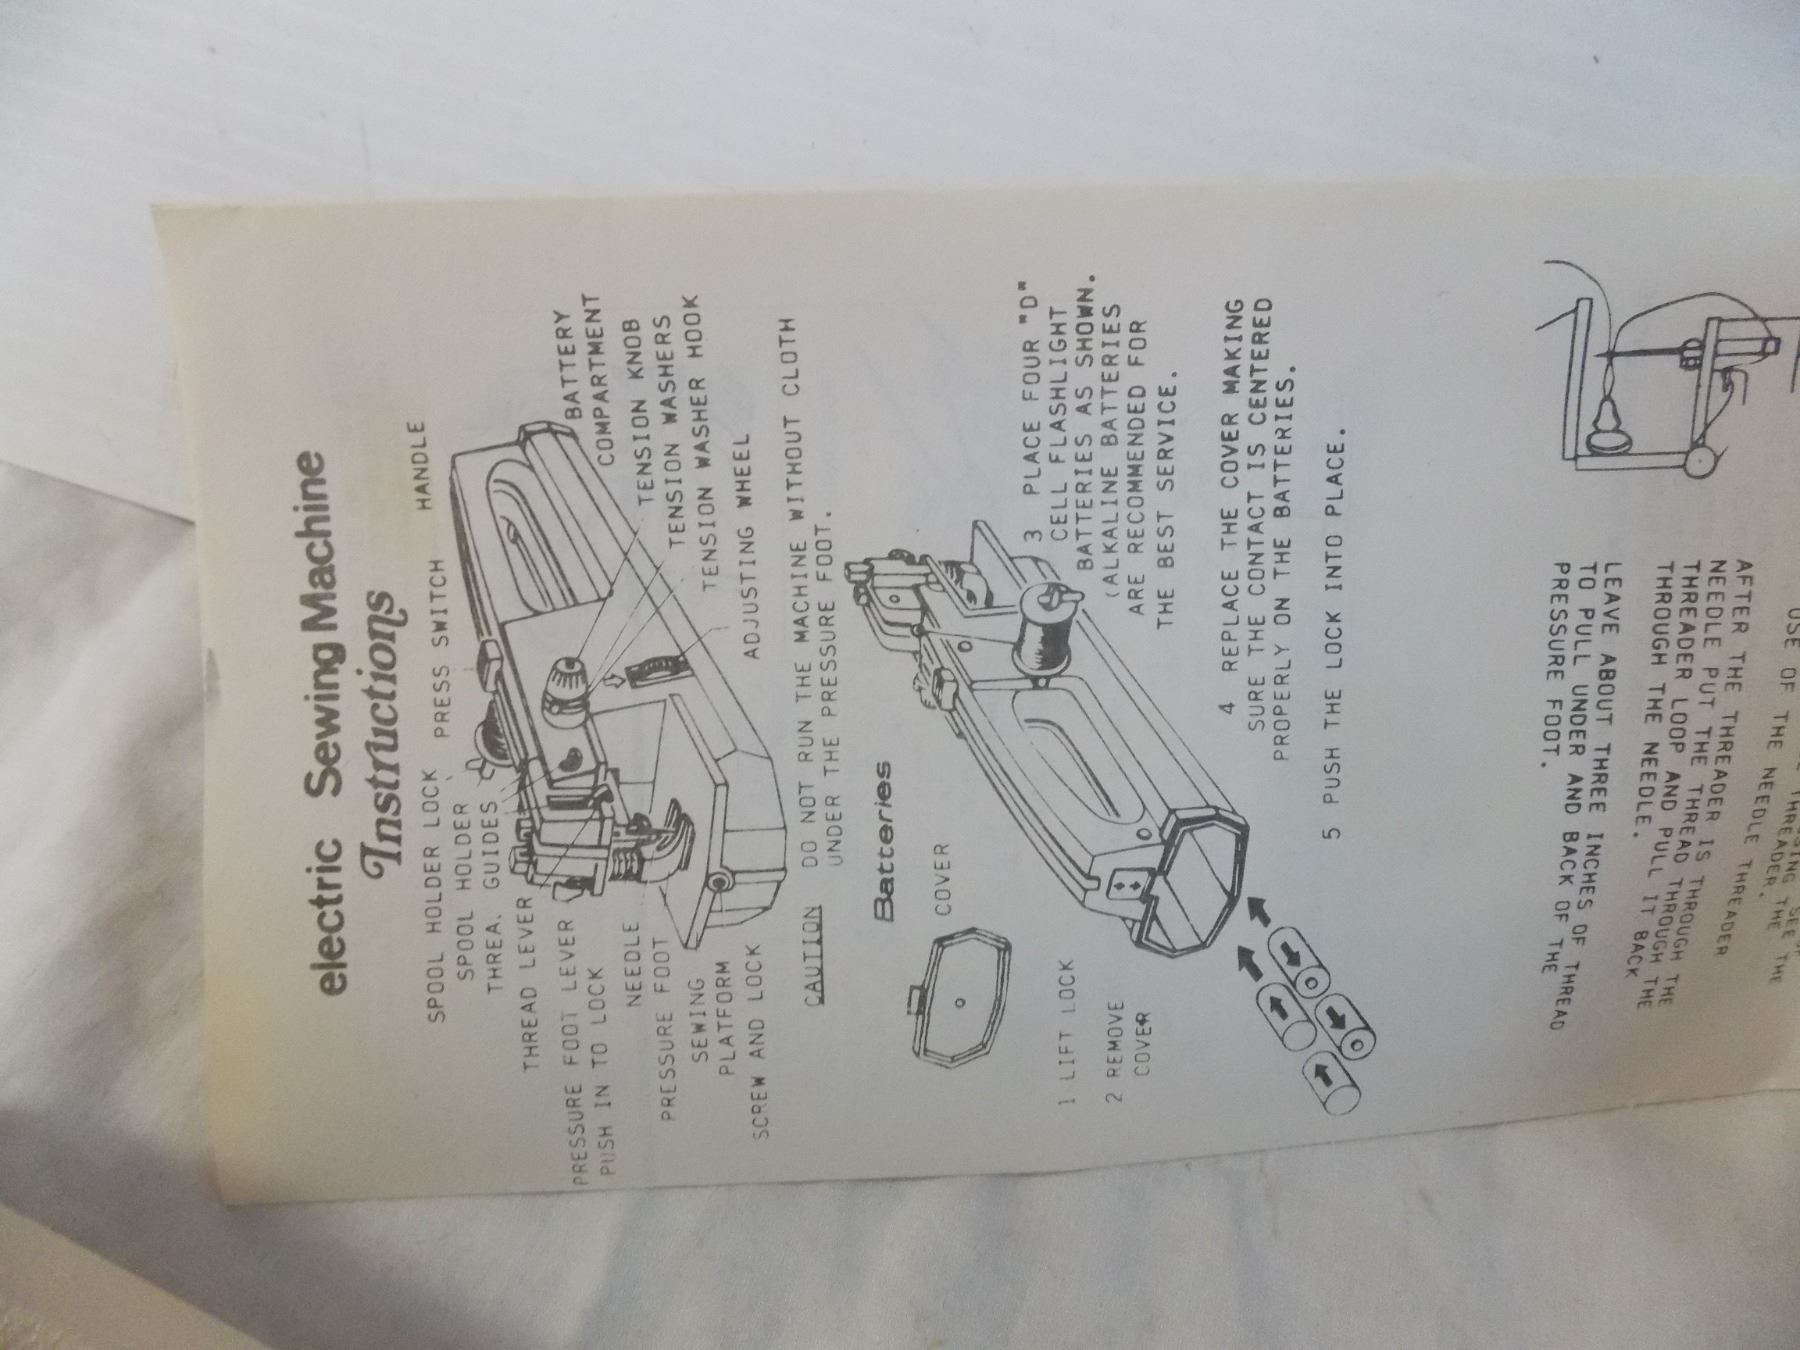 electric Sewing Machine
Instructions
SPOOL HOLDER LOCK PRESS SWITCH HANDLE
SPOOL HOLDER
THREA. GUIDES
THREAD LEVER
PRESSURE FOOT LEVER
PUSH IN TO LOCK
NEEDLE
PRESSURE FOOT
SEWING
PLATFORM
SCREW AND LOCK
BATTERY
COMPARTMENT
TENSION KNOB
TENSION WASHERS
TENSION WASHER HOOK
ADJUSTING WHEEL
CAUTION DO NOT RUN THE MACHINE WITHOUT CLOTH
UNDER THE PRESSURE FOOT.
Batteries
COVER
1 LIFT LOCK
2 REMOVE
COVER
3 PLACE FOUR "D"
CELL FLASHLIGHT
BATTERIES AS SHOWN.
(ALKALINE BATTERIES
ARE RECOMMENDED FOR
THE BEST SERVICE.
4 REPLACE THE COVER MAKING
SURE THE CONTACT IS CENTERED
PROPERLY ON THE BATTERIES.
5 PUSH THE LOCK INTO PLACE.
LEAVE ABOUT THREE INCHES OF THREAD
TO PULL UNDER AND BACK OF THE
PRESSURE FOOT.
AFTER THE THREADER IS THROUGH THE
NEEDLE PUT THE THREAD THROUGH THE
THREADER LOOP AND PULL IT BACK
THROUGH THE NEEDLE.
USE OF THE NEEDLE THREADER
THREADER. THE
SEE